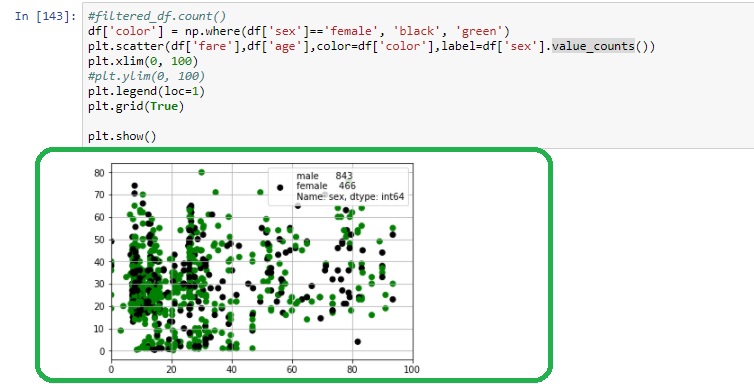 In [143]:
#filtered_df.count()
df['color'] = np.where(df['sex']=='female', 'black', 'green')
plt.scatter(df['fare'],df['age'],color=df['color'],label=df['sex'].value_counts())
plt.xlim(0, 100)
#plt.ylim(0, 100)
plt.legend(loc=1)
plt.grid(True)
plt.show()
male 843
female 466
Name: sex, dtype: int64
80
70
60
50
40
30
20
10
0
0 20 40 60 80 100